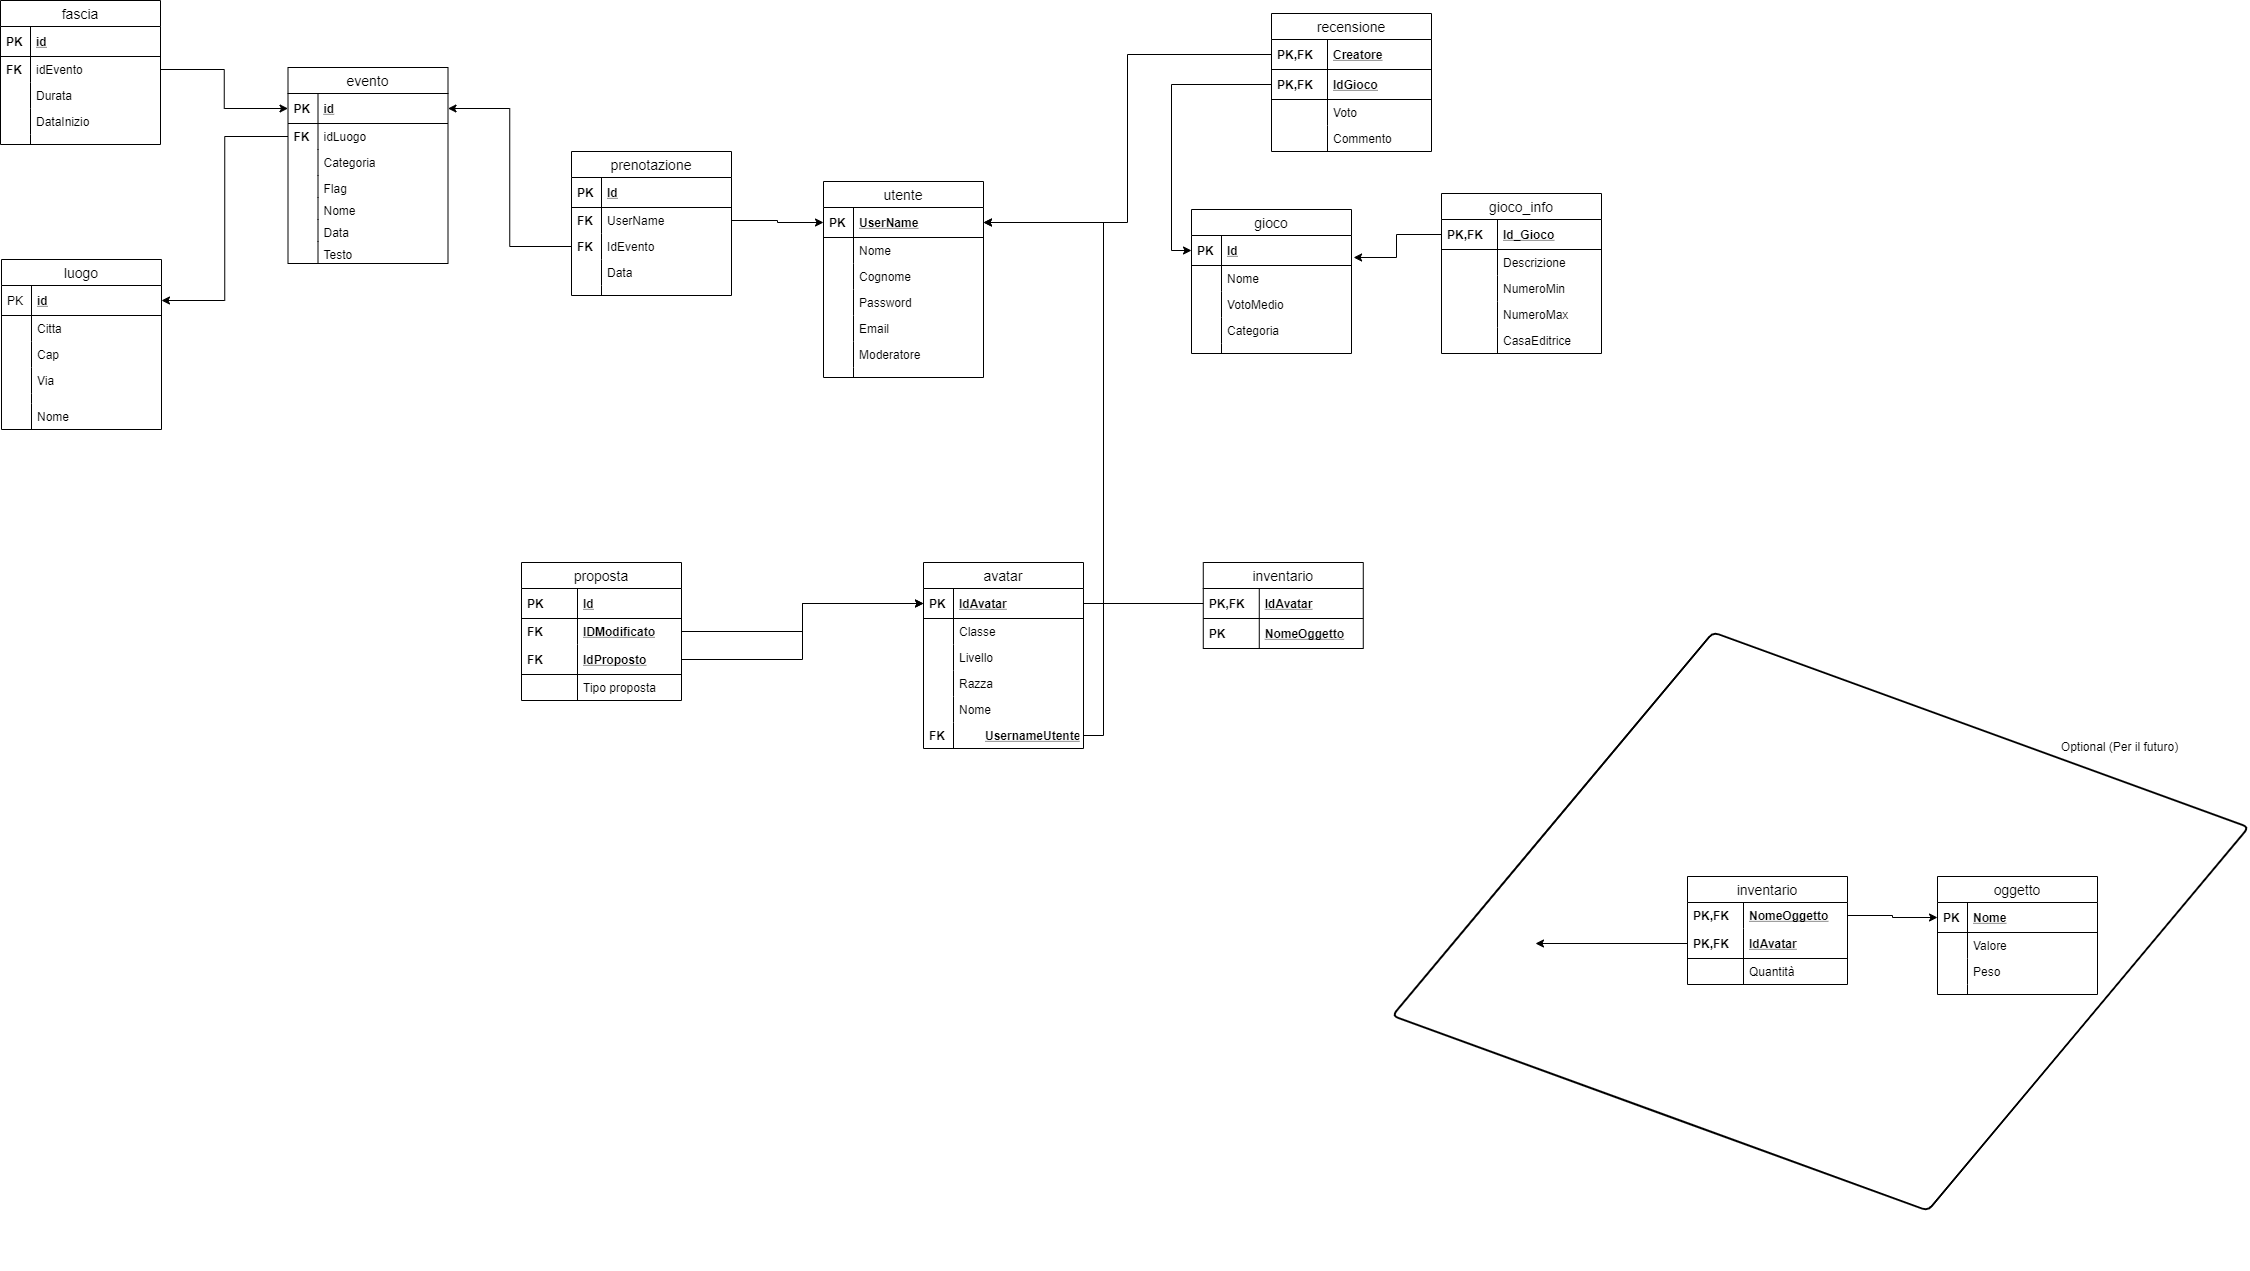 fascia
PK id
FK idEvento
Durata
DataInizio
evento
PK id
FK idLuogo
Categoria
Flag
Nome
Data
Testo
luogo
PK id
Citta
Cap
Via
Nome
prenotazione
PK Id
FK UserName
FK IdEvento
Data
utente
PK UserName
Nome
Cognome
Password
Email
Moderatore
recensione
PK,FK Creatore
PK,FK IdGioco
Voto
Commento
gioco
PK Id
Nome
VotoMedio
Categoria
gioco_info
PK,FK Id_Gioco
Descrizione
NumeroMin
NumeroMax
CasaEditrice
proposta
PK Id
FK IDModificato
FK IdProposto
Tipo proposta
avatar
PK IdAvatar
Classe
Livello
Razza
Nome
FK UsernameUtente
inventario
PK,FK IdAvatar
PK NomeOggetto
Optional (Per il futuro)
inventario
PK,FK NomeOggetto
PK,FK IdAvatar
Quantità
oggetto
PK Nome
Valore
Peso